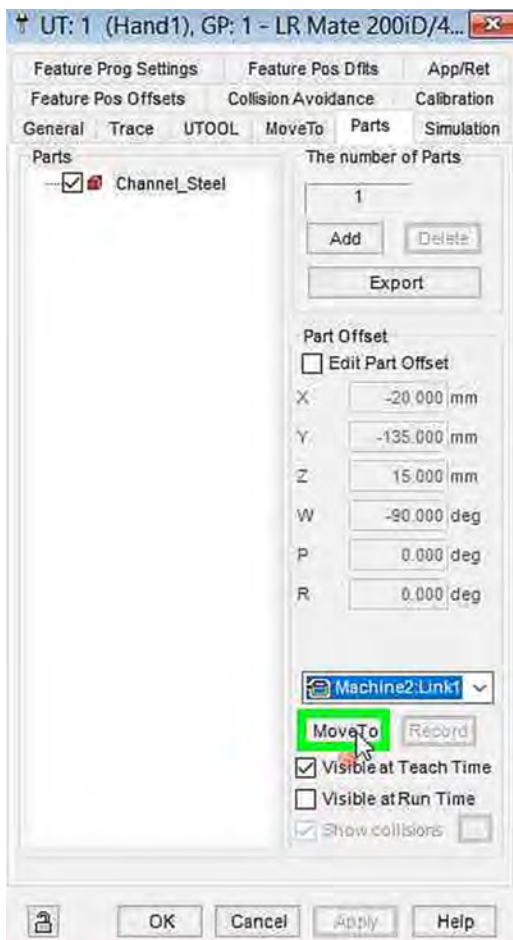 UT: 1 (Hand1), GP: 1 - LR Mate 200iD/4...
Feature Prog Settings Feature Pos Dflts App/Ret
Feature Pos Offsets Collision Avoidance Calibration
General Trace UTOOL MoveTo Parts Simulation
Parts
Channel_Steel
The number of Parts
1
Add Delete
Export
Part Offset
Edit Part Offset
X -20.000 mm
Y -135.000 mm
Z 15.000 mm
W -90.000 deg
P 0.000 deg
R 0.000 deg
Machine2:Link1
MoveTo Record
Visible at Teach Time
Visible at Run Time
Show collisions
OK Cancel Apply Help